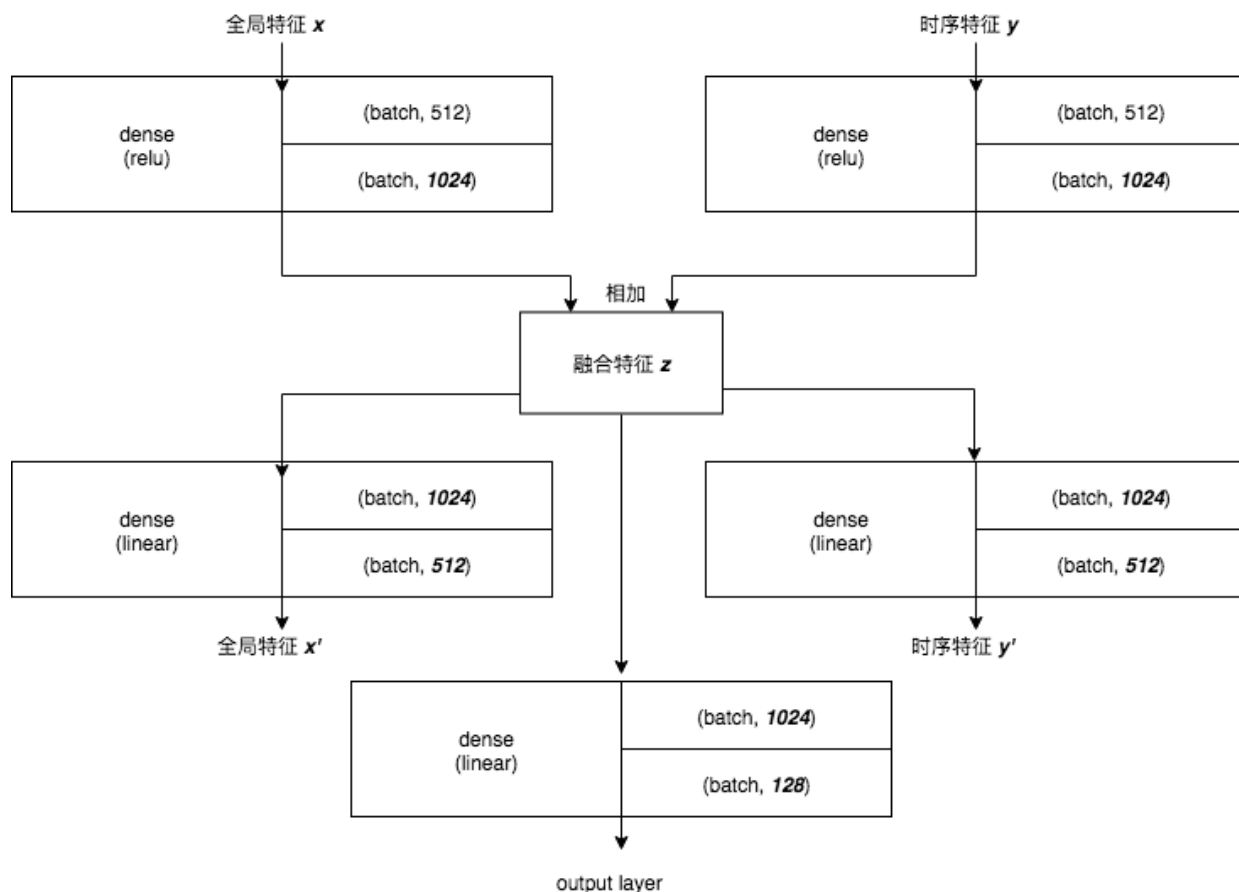 全局特征 x
时序特征 y
dense
(relu)
(batch, 512)
(batch, 1024)
dense
(relu)
(batch, 512)
(batch, 1024)
相加
融合特征 z
dense
(linear)
(batch, 1024)
(batch, 512)
dense
(linear)
(batch, 1024)
(batch, 512)
全局特征 x'
时序特征 y'
dense
(linear)
(batch, 1024)
(batch, 128)
output layer